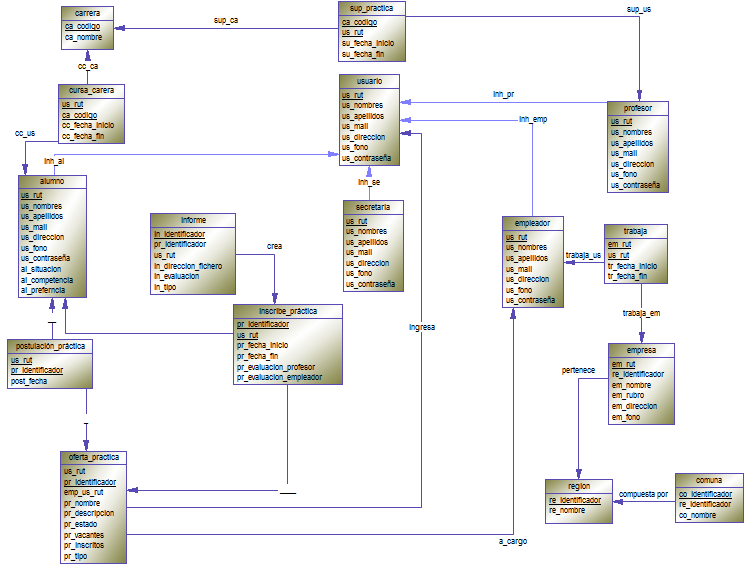 carrera
ca_codigo
ca_nombre
sup_ca
sup_practica
ca_codigo
us_rut
su_fecha_inicio
su_fecha_fin
sup_us
cc_ca
cursa_carera
us_rut
ca_codigo
cc_fecha_inicio
cc_fecha_fin
cc_us
usuario
us_rut
us_nombres
us_apellidos
us_mail
us_direccion
us_fono
us_contraseña
inh_pr
inh_emp
profesor
us_rut
us_nombres
us_apellidos
us_mail
us_direccion
us_fono
us_contraseña
inh_al
alumno
us_rut
us_nombres
us_apellidos
us_mail
us_direccion
us_fono
us_contraseña
al_situacion
al_competencia
al_preferncia
inh_se
secretaria
us_rut
us_nombres
us_apellidos
us_mail
us_direccion
us_fono
us_contraseña
informe
in_identificador
pr_identificador
us_rut
in_direccion_fichero
in_evaluacion
in_tipo
crea
empleador
us_rut
us_nombres
us_apellidos
us_mail
us_direccion
us_fono
us_contraseña
trabaja_us
trabaja
em_rut
us_rut
tr_fecha_inicio
tr_fecha_fin
trabaja_em
inscribe_práctica
pr_identificador
us_rut
pr_fecha_inicio
pr_fecha_fin
pr_evaluacion_profesor
pr_evaluacion_empleador
ingresa
postulación_práctica
us_rut
pr_identificador
post_fecha
empresa
em_rut
re_identificador
em_nombre
em_rubro
em_direccion
em_fono
pertenece
oferta_practica
us_rut
pr_identificador
emp_us_rut
pr_nombre
pr_descripcion
pr_estado
pr_vacantes
pr_inscritos
pr_tipo
a_cargo
region
re_identificador
re_nombre
compuesta por
comuna
co_identificador
re_identificador
co_nombre